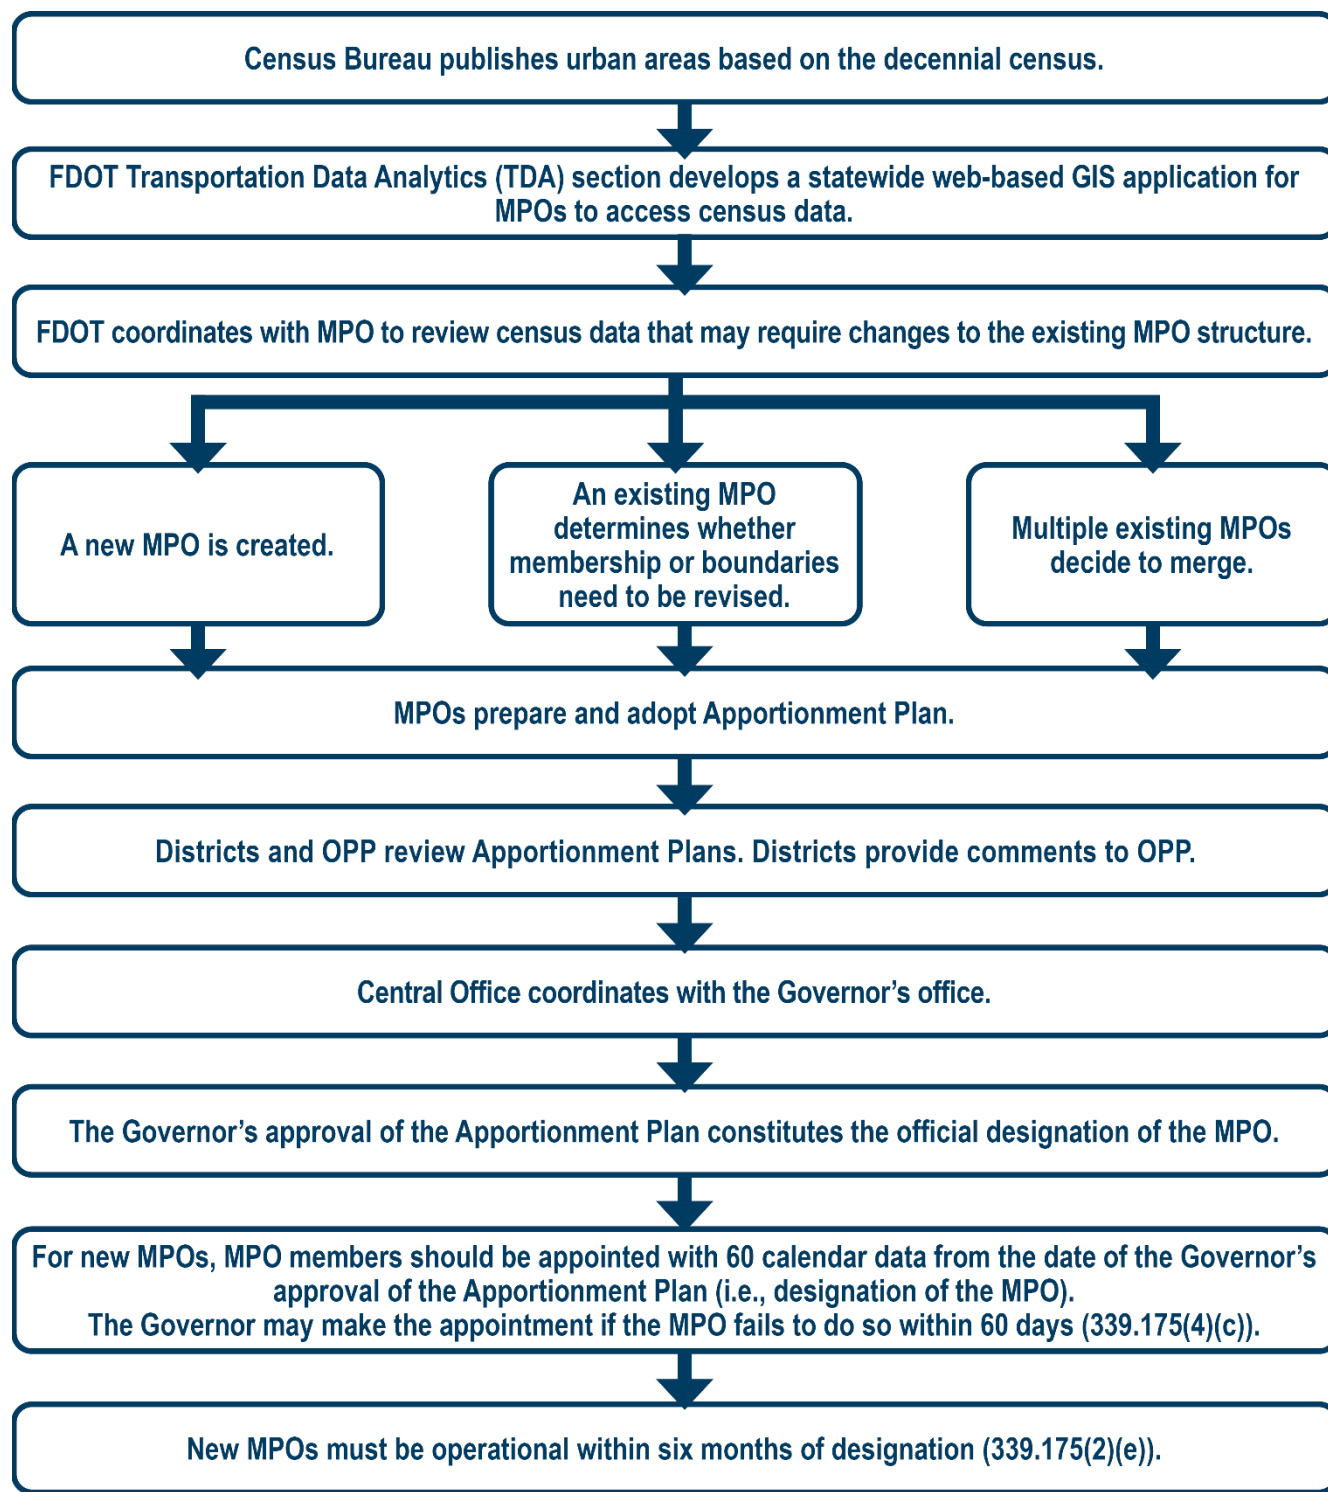 Census Bureau publishes urban areas based on the decennial census.
FDOT Transportation Data Analytics (TDA) section develops a statewide web-based GIS application for
MPOs to access census data.
FDOT coordinates with MPO to review census data that may require changes to the existing MPO structure.
A new MPO is created.
An existing MPO
determines whether
membership or boundaries
need to be revised.
Multiple existing MPOs
decide to merge.
MPOs prepare and adopt Apportionment Plan.
Districts and OPP review Apportionment Plans. Districts provide comments to OPP.
Central Office coordinates with the Governor’s office.
The Governor’s approval of the Apportionment Plan constitutes the official designation of the MPO.
For new MPOs, MPO members should be appointed with 60 calendar data from the date of the Governor’s
approval of the Apportionment Plan (i.e., designation of the MPO).
The Governor may make the appointment if the MPO fails to do so within 60 days (339.175(4)(c)).
New MPOs must be operational within six months of designation (339.175(2)(e)).